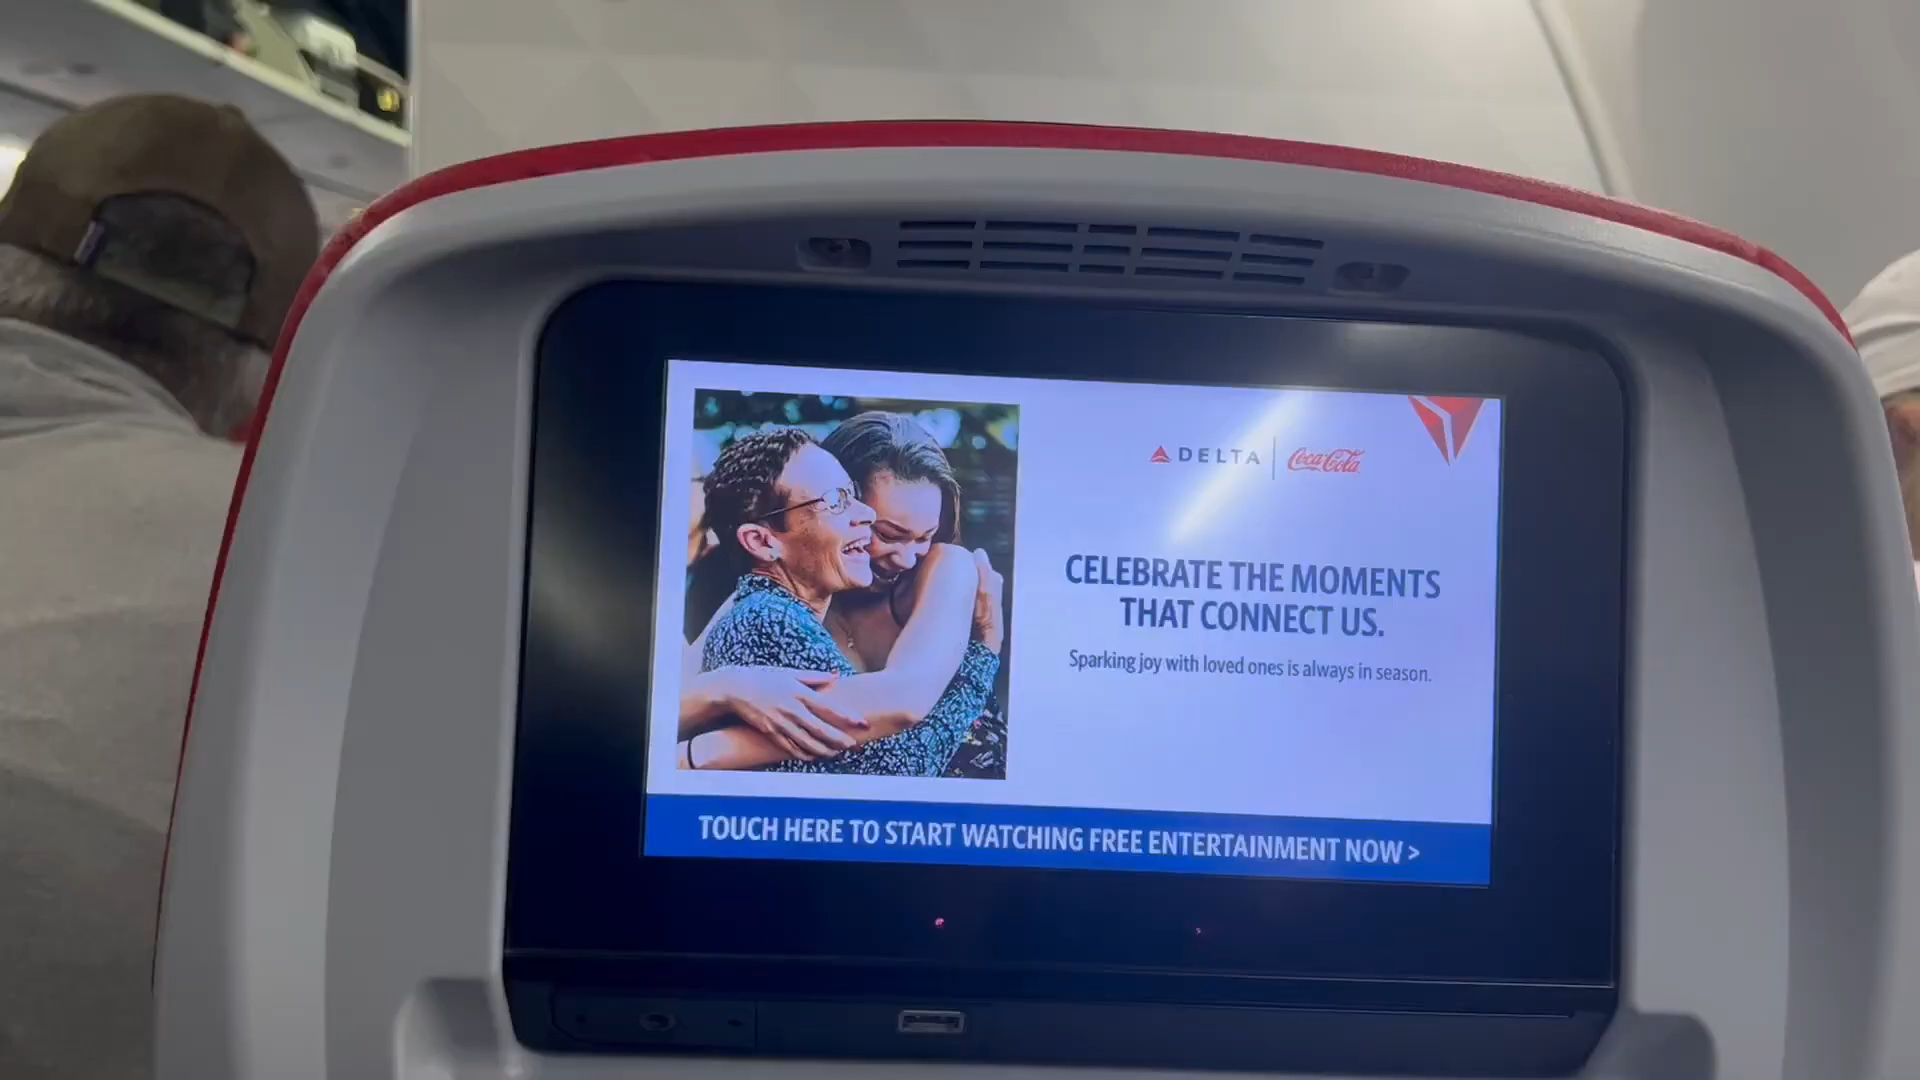 DELTA | Coca-Cola
CELEBRATE THE MOMENTS
THAT CONNECT US.
Sparking joy with loved ones is always in season.
TOUCH HERE TO START WATCHING FREE ENTERTAINMENT NOW >